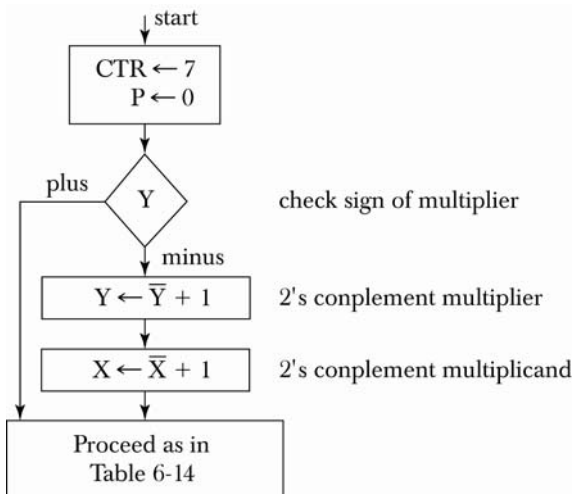 start
CTR ← 7
P ← 0
plus
Y
check sign of multiplier
minus
Y ← Y̅ + 1
2's conplement multiplier
X ← X̅ + 1
2's conplement multiplicand
Proceed as in
Table 6-14